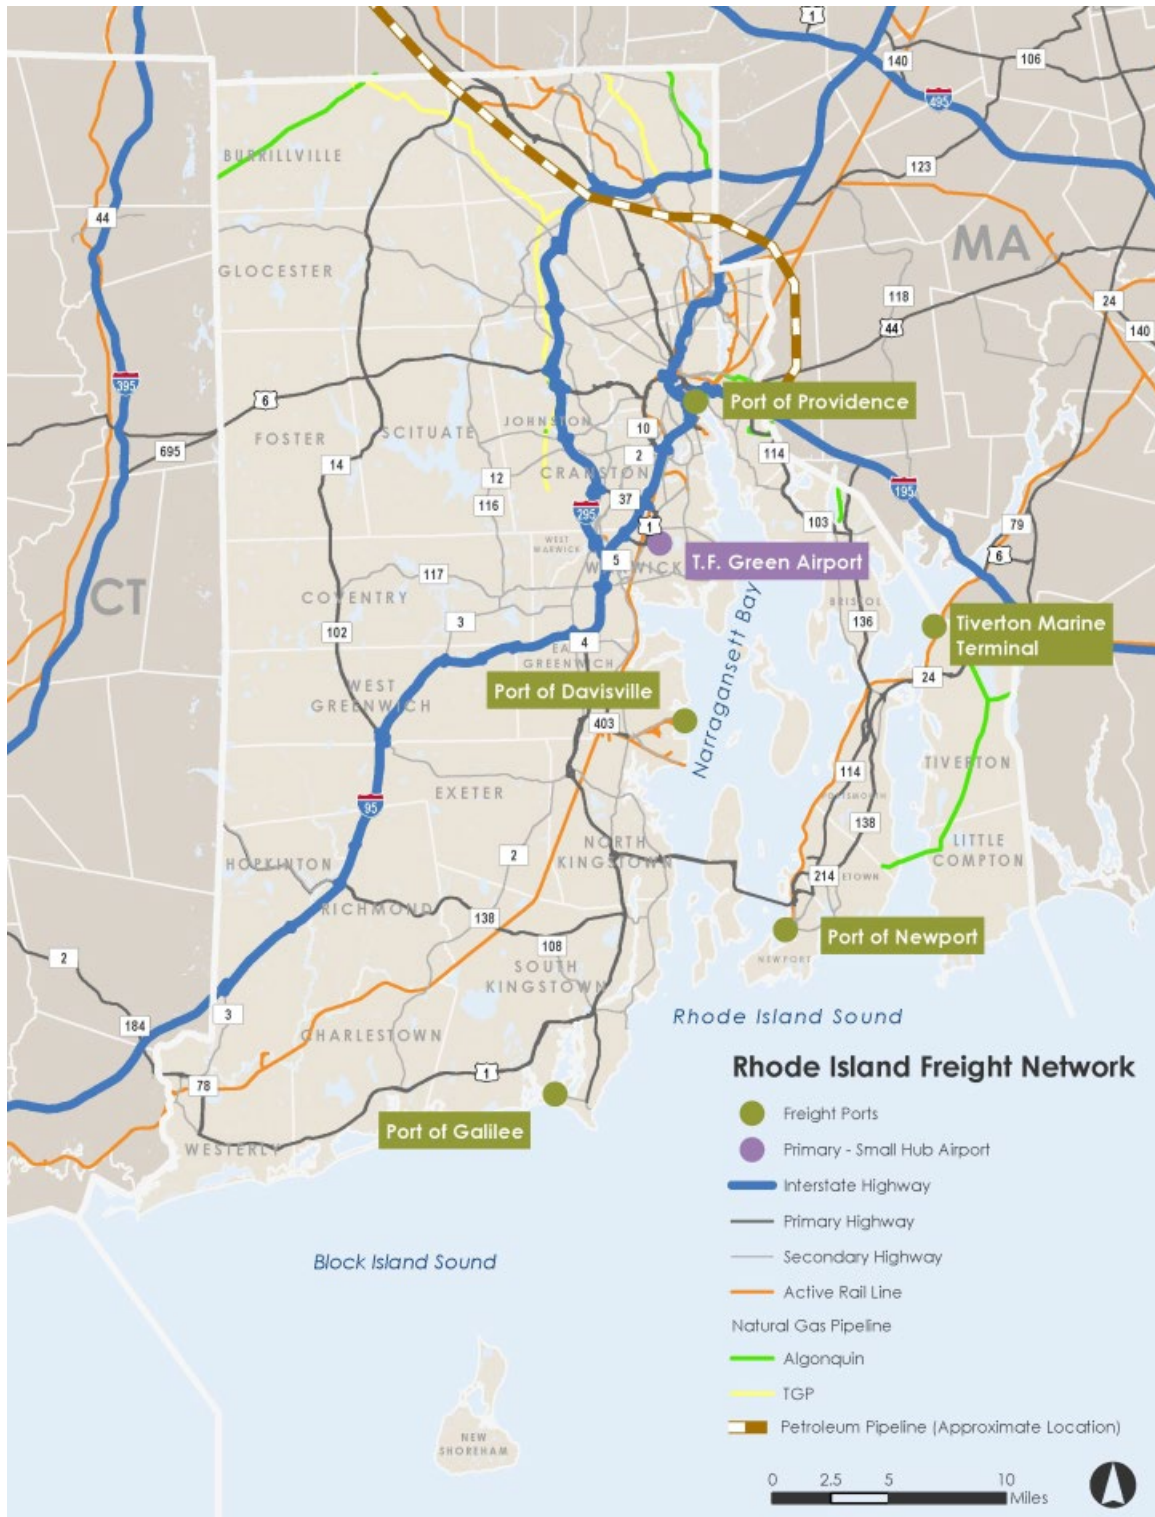 1
140
106
495
BURRILLVILLE
123
44
MA
GLOCESTER
118
24
44
140
395
6
Port of Providence
JOHNSTON
10
FOSTER
SCITUATE
695
2
114
14
CRANSTON
12
195
37
116
295
1
103
79
WEST
WARWICK
6
5
T.F. Green Airport
WARWICK
117
CT
COVENTRY
BRISTOL
Narragansett Bay
3
136
Tiverton Marine
Terminal
102
4
EAST
GREENWICH
24
WEST
GREENWICH
Port of Davisville
403
TIVERTON
114
EXETER
95
138
LITTLE
COMPTON
NORTH
KINGSTOWN
2
HOPKINTON
214
ETOWN
RICHMOND
138
Port of Newport
108
2
NEWPORT
SOUTH
KINGSTOWN
3
184
Rhode Island Sound
CHARLESTOWN
1
78
Port of Galilee
WESTERLY
Block Island Sound
NEW
SHOREHAM
Rhode Island Freight Network
Freight Ports
Primary - Small Hub Airport
Interstate Highway
Primary Highway
Secondary Highway
Active Rail Line
Natural Gas Pipeline
Algonquin
TGP
Petroleum Pipeline (Approximate Location)
0 2.5 5 10
Miles